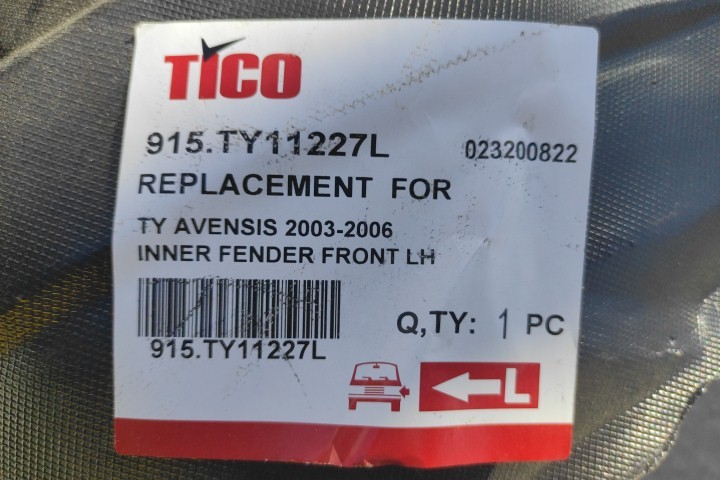 TICO
915.TY11227L 023200822
REPLACEMENT FOR
TY AVENSIS 2003-2006
INNER FENDER FRONT LH
915.TY11227L
Q,TY: 1 PC
L